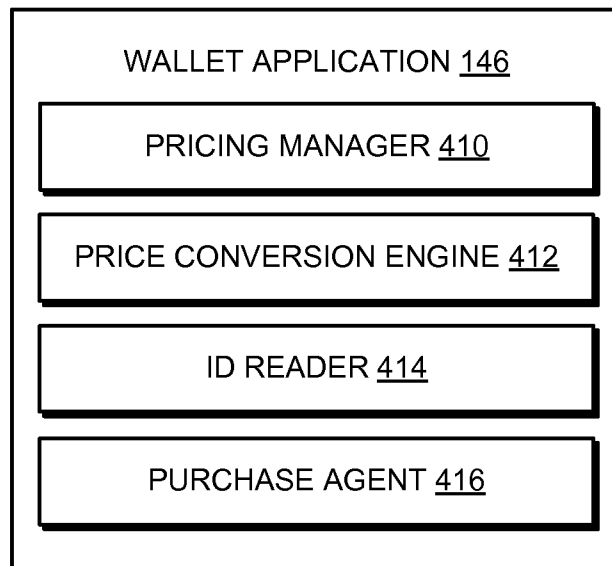 WALLET APPLICATION 146
PRICING MANAGER 410
PRICE CONVERSION ENGINE 412
ID READER 414
PURCHASE AGENT 416